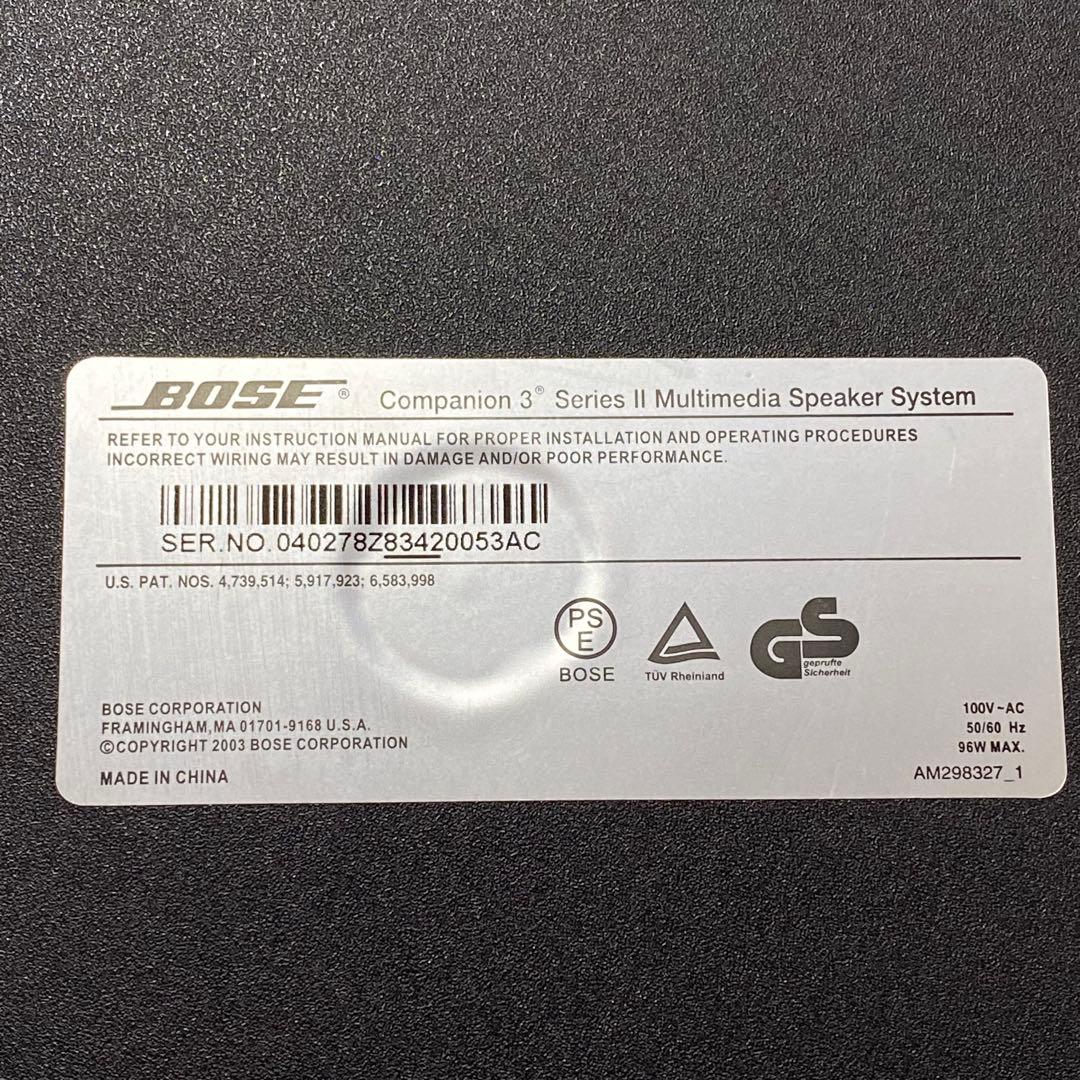 BOSE® Companion 3® Series II Multimedia Speaker System
REFER TO YOUR INSTRUCTION MANUAL FOR PROPER INSTALLATION AND OPERATING PROCEDURES
INCORRECT WIRING MAY RESULT IN DAMAGE AND/OR POOR PERFORMANCE.
SER.NO.040278Z83420053AC
U.S. PAT. NOS. 4,739,514; 5,917,923; 6,583,998
PS
E
BOSE
TÜV Rheinland
GS
geprufte
Sicherheit
BOSE CORPORATION
FRAMINGHAM,MA 01701-9168 U.S.A.
©COPYRIGHT 2003 BOSE CORPORATION
MADE IN CHINA
100V~AC
50/60 Hz
96W MAX.
AM298327_1